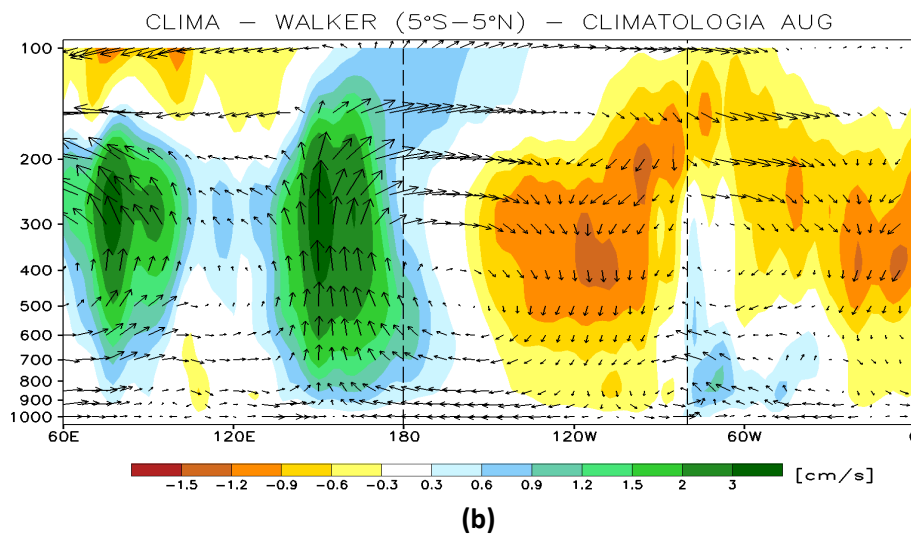 CLIMA – WALKER (5°S–5°N) – CLIMATOLOGIA AUG
100
200
300
400
500
600
700
800
900
1000
60E 120E 180 120W 60W 0
−1.5 −1.2 −0.9 −0.6 −0.3 0.3 0.6 0.9 1.2 1.5 2 3 [cm/s]
(b)